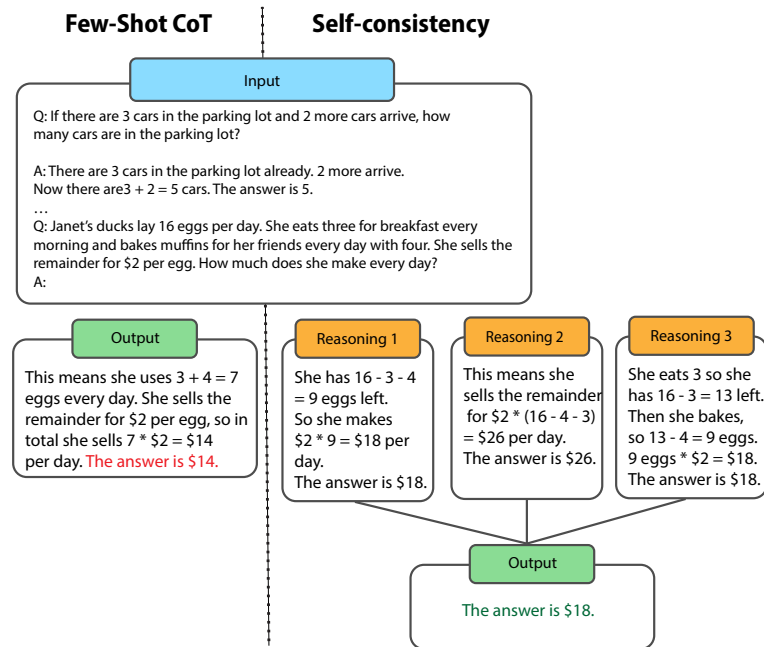 Few-Shot CoT
Self-consistency
Input
Q: If there are 3 cars in the parking lot and 2 more cars arrive, how
many cars are in the parking lot?
A: There are 3 cars in the parking lot already. 2 more arrive.
Now there are3 + 2 = 5 cars. The answer is 5.
…
Q: Janet's ducks lay 16 eggs per day. She eats three for breakfast every
morning and bakes muffins for her friends every day with four. She sells the
remainder for $2 per egg. How much does she make every day?
A:
Output
This means she uses 3 + 4 = 7
eggs every day. She sells the
remainder for $2 per egg, so in
total she sells 7 * $2 = $14
per day. The answer is $14.
Reasoning 1
She has 16 - 3 - 4
= 9 eggs left.
So she makes
$2 * 9 = $18 per
day.
The answer is $18.
Reasoning 2
This means she
sells the remainder
for $2 * (16 - 4 - 3)
= $26 per day.
The answer is $26.
Reasoning 3
She eats 3 so she
has 16 - 3 = 13 left.
Then she bakes,
so 13 - 4 = 9 eggs.
9 eggs * $2 = $18.
The answer is $18.
Output
The answer is $18.